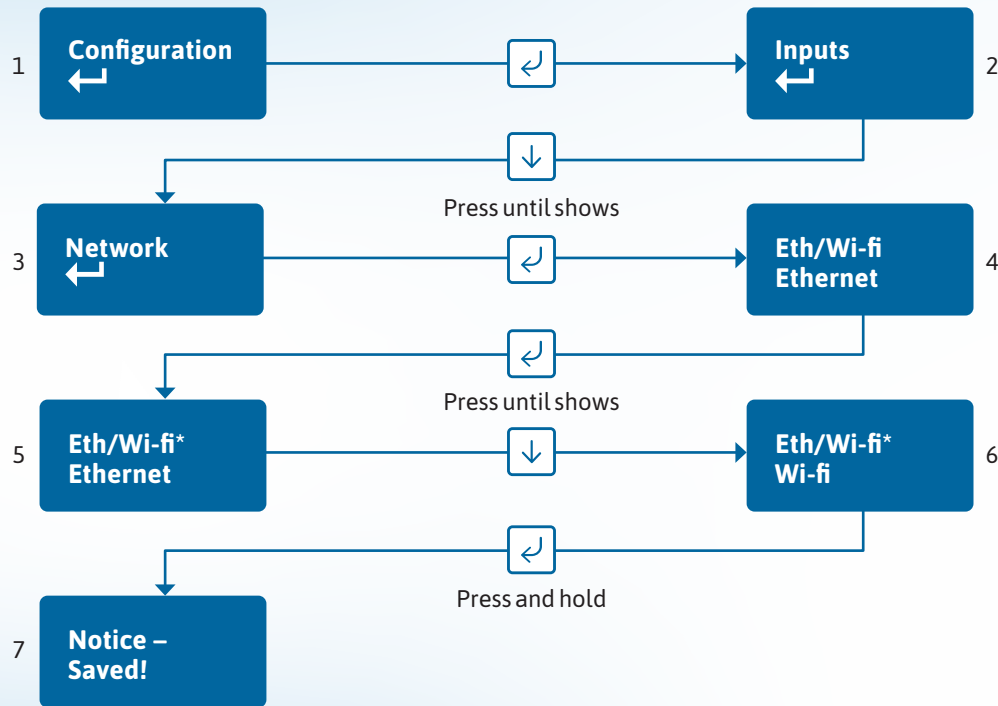 1
Configuration
Inputs
2
Press until shows
3
Network
Eth/Wi-fi
Ethernet
4
Press until shows
5
Eth/Wi-fi*
Ethernet
Eth/Wi-fi*
Wi-fi
6
Press and hold
7
Notice –
Saved!